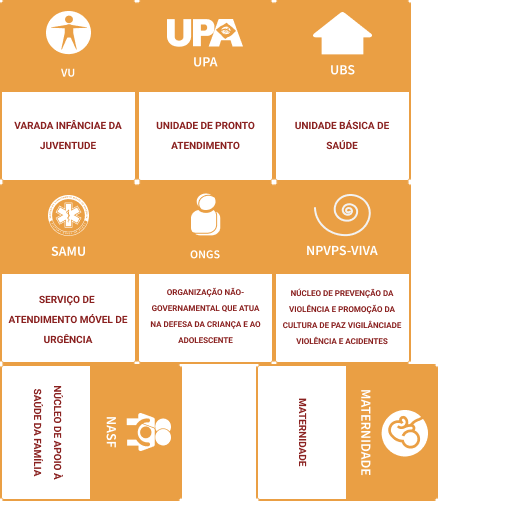 VU
UPA
UPA
UBS
VARADA INFÂNCIAE DA
JUVENTUDE
UNIDADE DE PRONTO
ATENDIMENTO
UNIDADE BÁSICA DE
SAÚDE
SAMU
ONGS
NPVPS-VIVA
SERVIÇO DE
ATENDIMENTO MÓVEL DE
URGÊNCIA
ORGANIZAÇÃO NÃO-
GOVERNAMENTAL QUE ATUA
NA DEFESA DA CRIANÇA E AO
ADOLESCENTE
NÚCLEO DE PREVENÇÃO DA
VIOLÊNCIA E PROMOÇÃO DA
CULTURA DE PAZ VIGILÂNCIADE
VIOLÊNCIA E ACIDENTES
NASF
NÚCLEO DE APOIO À
SAÚDE DA FAMÍLIA
MATERNIDADE
MATERNIDADE